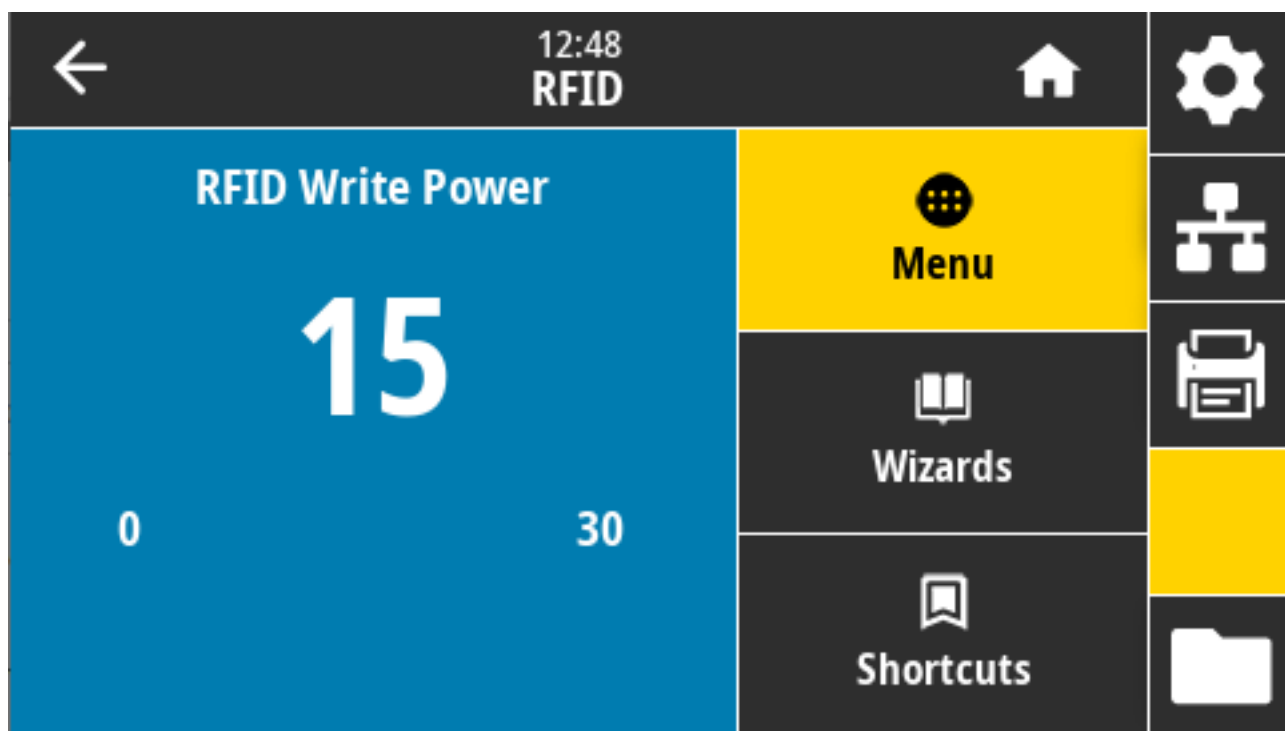 12:48
RFID
RFID Write Power
15
0 30
Menu
Wizards
Shortcuts